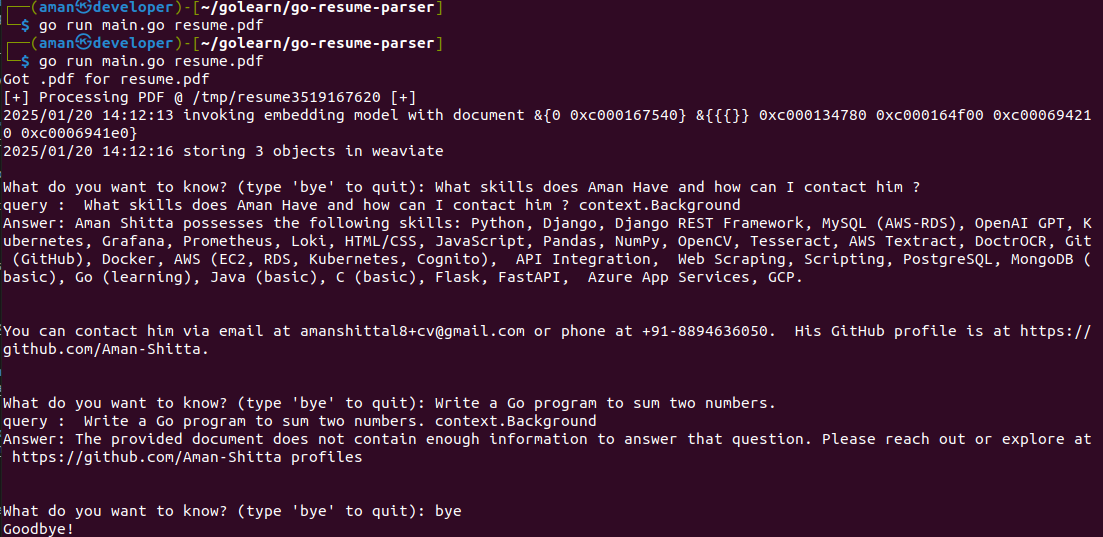 ┌──(aman㉿developer)-[~/golearn/go-resume-parser]
└─$ go run main.go resume.pdf
┌──(aman㉿developer)-[~/golearn/go-resume-parser]
└─$ go run main.go resume.pdf
Got .pdf for resume.pdf
[+] Processing PDF @ /tmp/resume3519167620 [+]
2025/01/20 14:12:13 invoking embedding model with document &{0 0xc000167540} &{{{}} 0xc000134780 0xc000164f00 0xc00069421
0 0xc0006941e0}
2025/01/20 14:12:16 storing 3 objects in weaviate
What do you want to know? (type 'bye' to quit): What skills does Aman Have and how can I contact him ?
query :  What skills does Aman Have and how can I contact him ? context.Background
Answer: Aman Shitta possesses the following skills: Python, Django, Django REST Framework, MySQL (AWS-RDS), OpenAI GPT, K
ubernetes, Grafana, Prometheus, Loki, HTML/CSS, JavaScript, Pandas, NumPy, OpenCV, Tesseract, AWS Textract, DoctrOCR, Git
 (GitHub), Docker, AWS (EC2, RDS, Kubernetes, Cognito),  API Integration,  Web Scraping, Scripting, PostgreSQL, MongoDB (
basic), Go (learning), Java (basic), C (basic), Flask, FastAPI,  Azure App Services, GCP.
You can contact him via email at amanshittal8+cv@gmail.com or phone at +91-8894636050.  His GitHub profile is at https://
github.com/Aman-Shitta.
What do you want to know? (type 'bye' to quit): Write a Go program to sum two numbers.
query :  Write a Go program to sum two numbers. context.Background
Answer: The provided document does not contain enough information to answer that question. Please reach out or explore at
 https://github.com/Aman-Shitta profiles
What do you want to know? (type 'bye' to quit): bye
Goodbye!